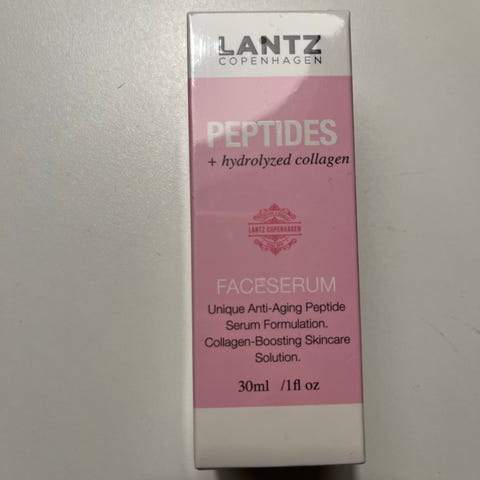 LANTZ
COPENHAGEN
PEPTIDES
+ hydrolyzed collagen
LANTZ COPENHAGEN
FACESERUM
Unique Anti-Aging Peptide
Serum Formulation.
Collagen-Boosting Skincare
Solution.
30ml /1fl oz